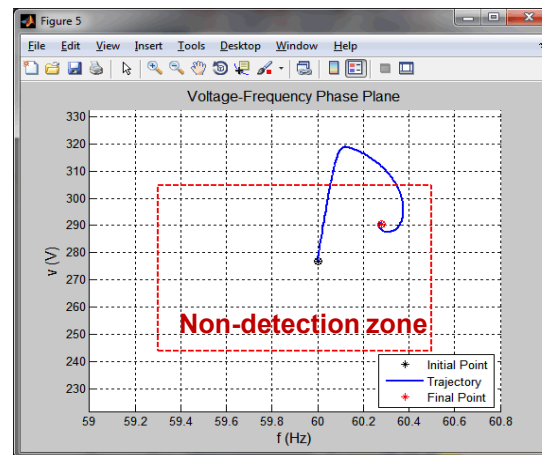 Figure 5
File Edit View Insert Tools Desktop Window Help
Voltage-Frequency Phase Plane
330
320
310
300
290
280
270
260
250
240
230
v (V)
Non-detection zone
Initial Point
Trajectory
Final Point
59 59.2 59.4 59.6 59.8 60 60.2 60.4 60.6 60.8
f (Hz)